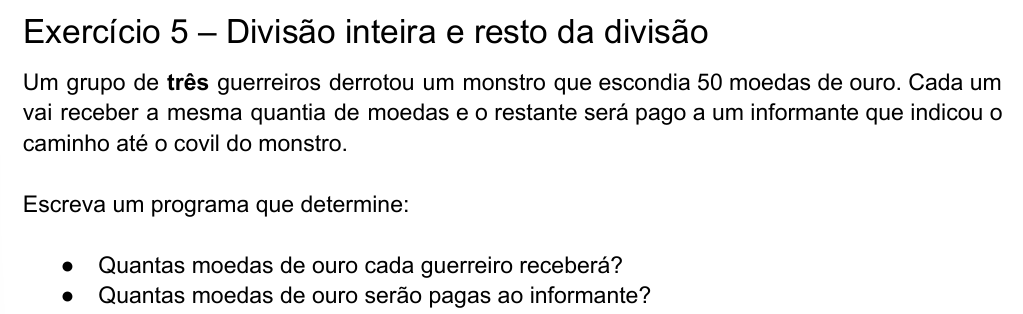 Exercício 5 – Divisão inteira e resto da divisão
Um grupo de três guerreiros derrotou um monstro que escondia 50 moedas de ouro. Cada um
vai receber a mesma quantia de moedas e o restante será pago a um informante que indicou o
caminho até o covil do monstro.
Escreva um programa que determine:
● Quantas moedas de ouro cada guerreiro receberá?
● Quantas moedas de ouro serão pagas ao informante?